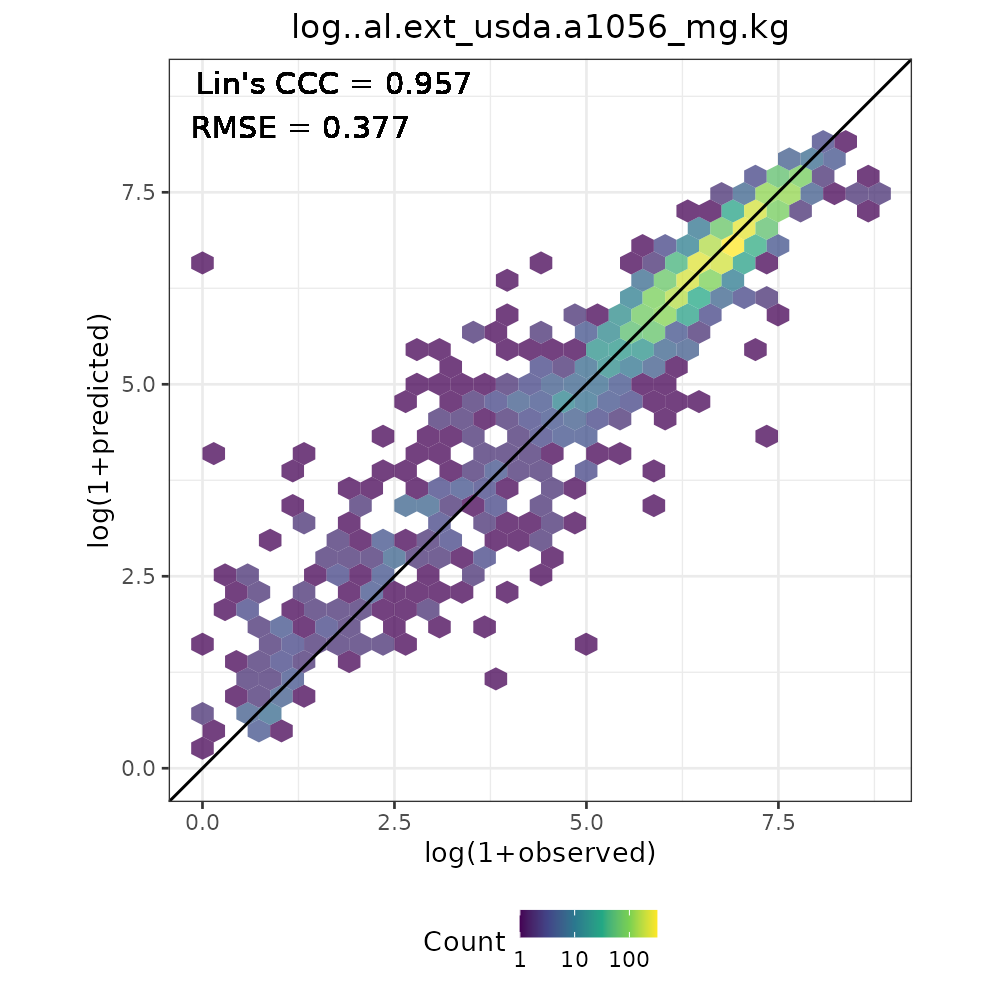 log..al.ext_usda.a1056_mg.kg
Lin's CCC = 0.957
RMSE = 0.377
log(1+predicted)
7.5
5.0
2.5
0.0
0.0 2.5 5.0 7.5
log(1+observed)
Count
1 10 100